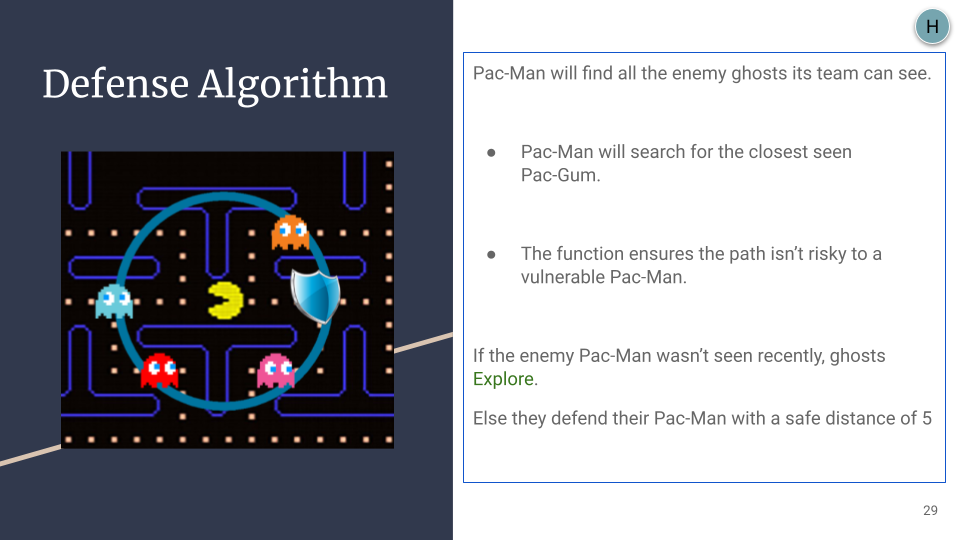 H
Defense Algorithm
Pac-Man will find all the enemy ghosts its team can see.
● Pac-Man will search for the closest seen
Pac-Gum.
● The function ensures the path isn’t risky to a
vulnerable Pac-Man.
If the enemy Pac-Man wasn’t seen recently, ghosts
Explore.
Else they defend their Pac-Man with a safe distance of 5
29